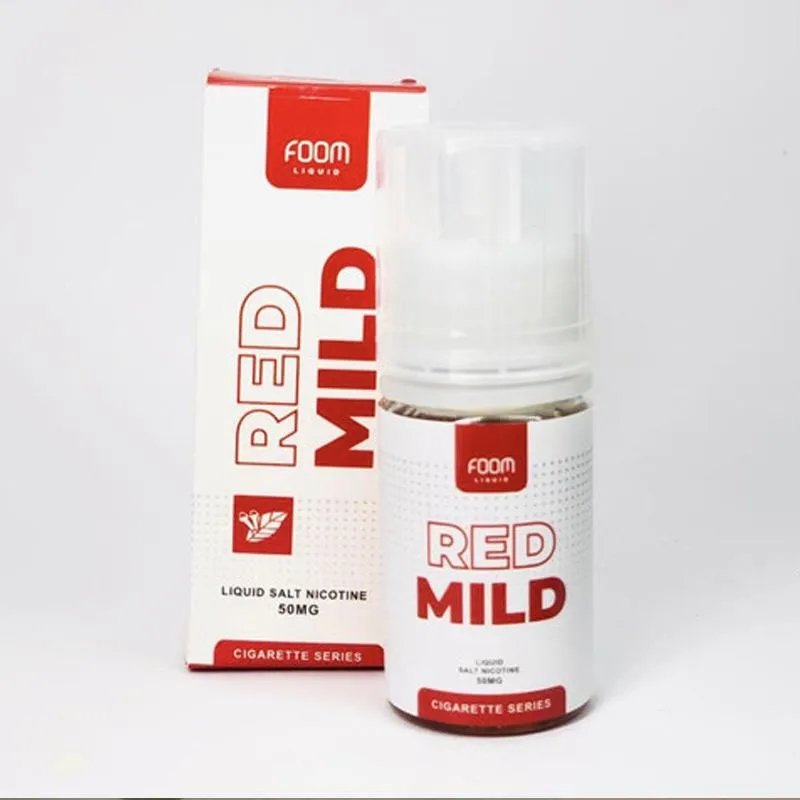 FOOM
LIQUID
RED
MILD
LIQUID SALT NICOTINE
50MG
CIGARETTE SERIES
FOOM
LIQUID
RED
MILD
LIQUID
SALT NICOTINE
50MG
CIGARETTE SERIES